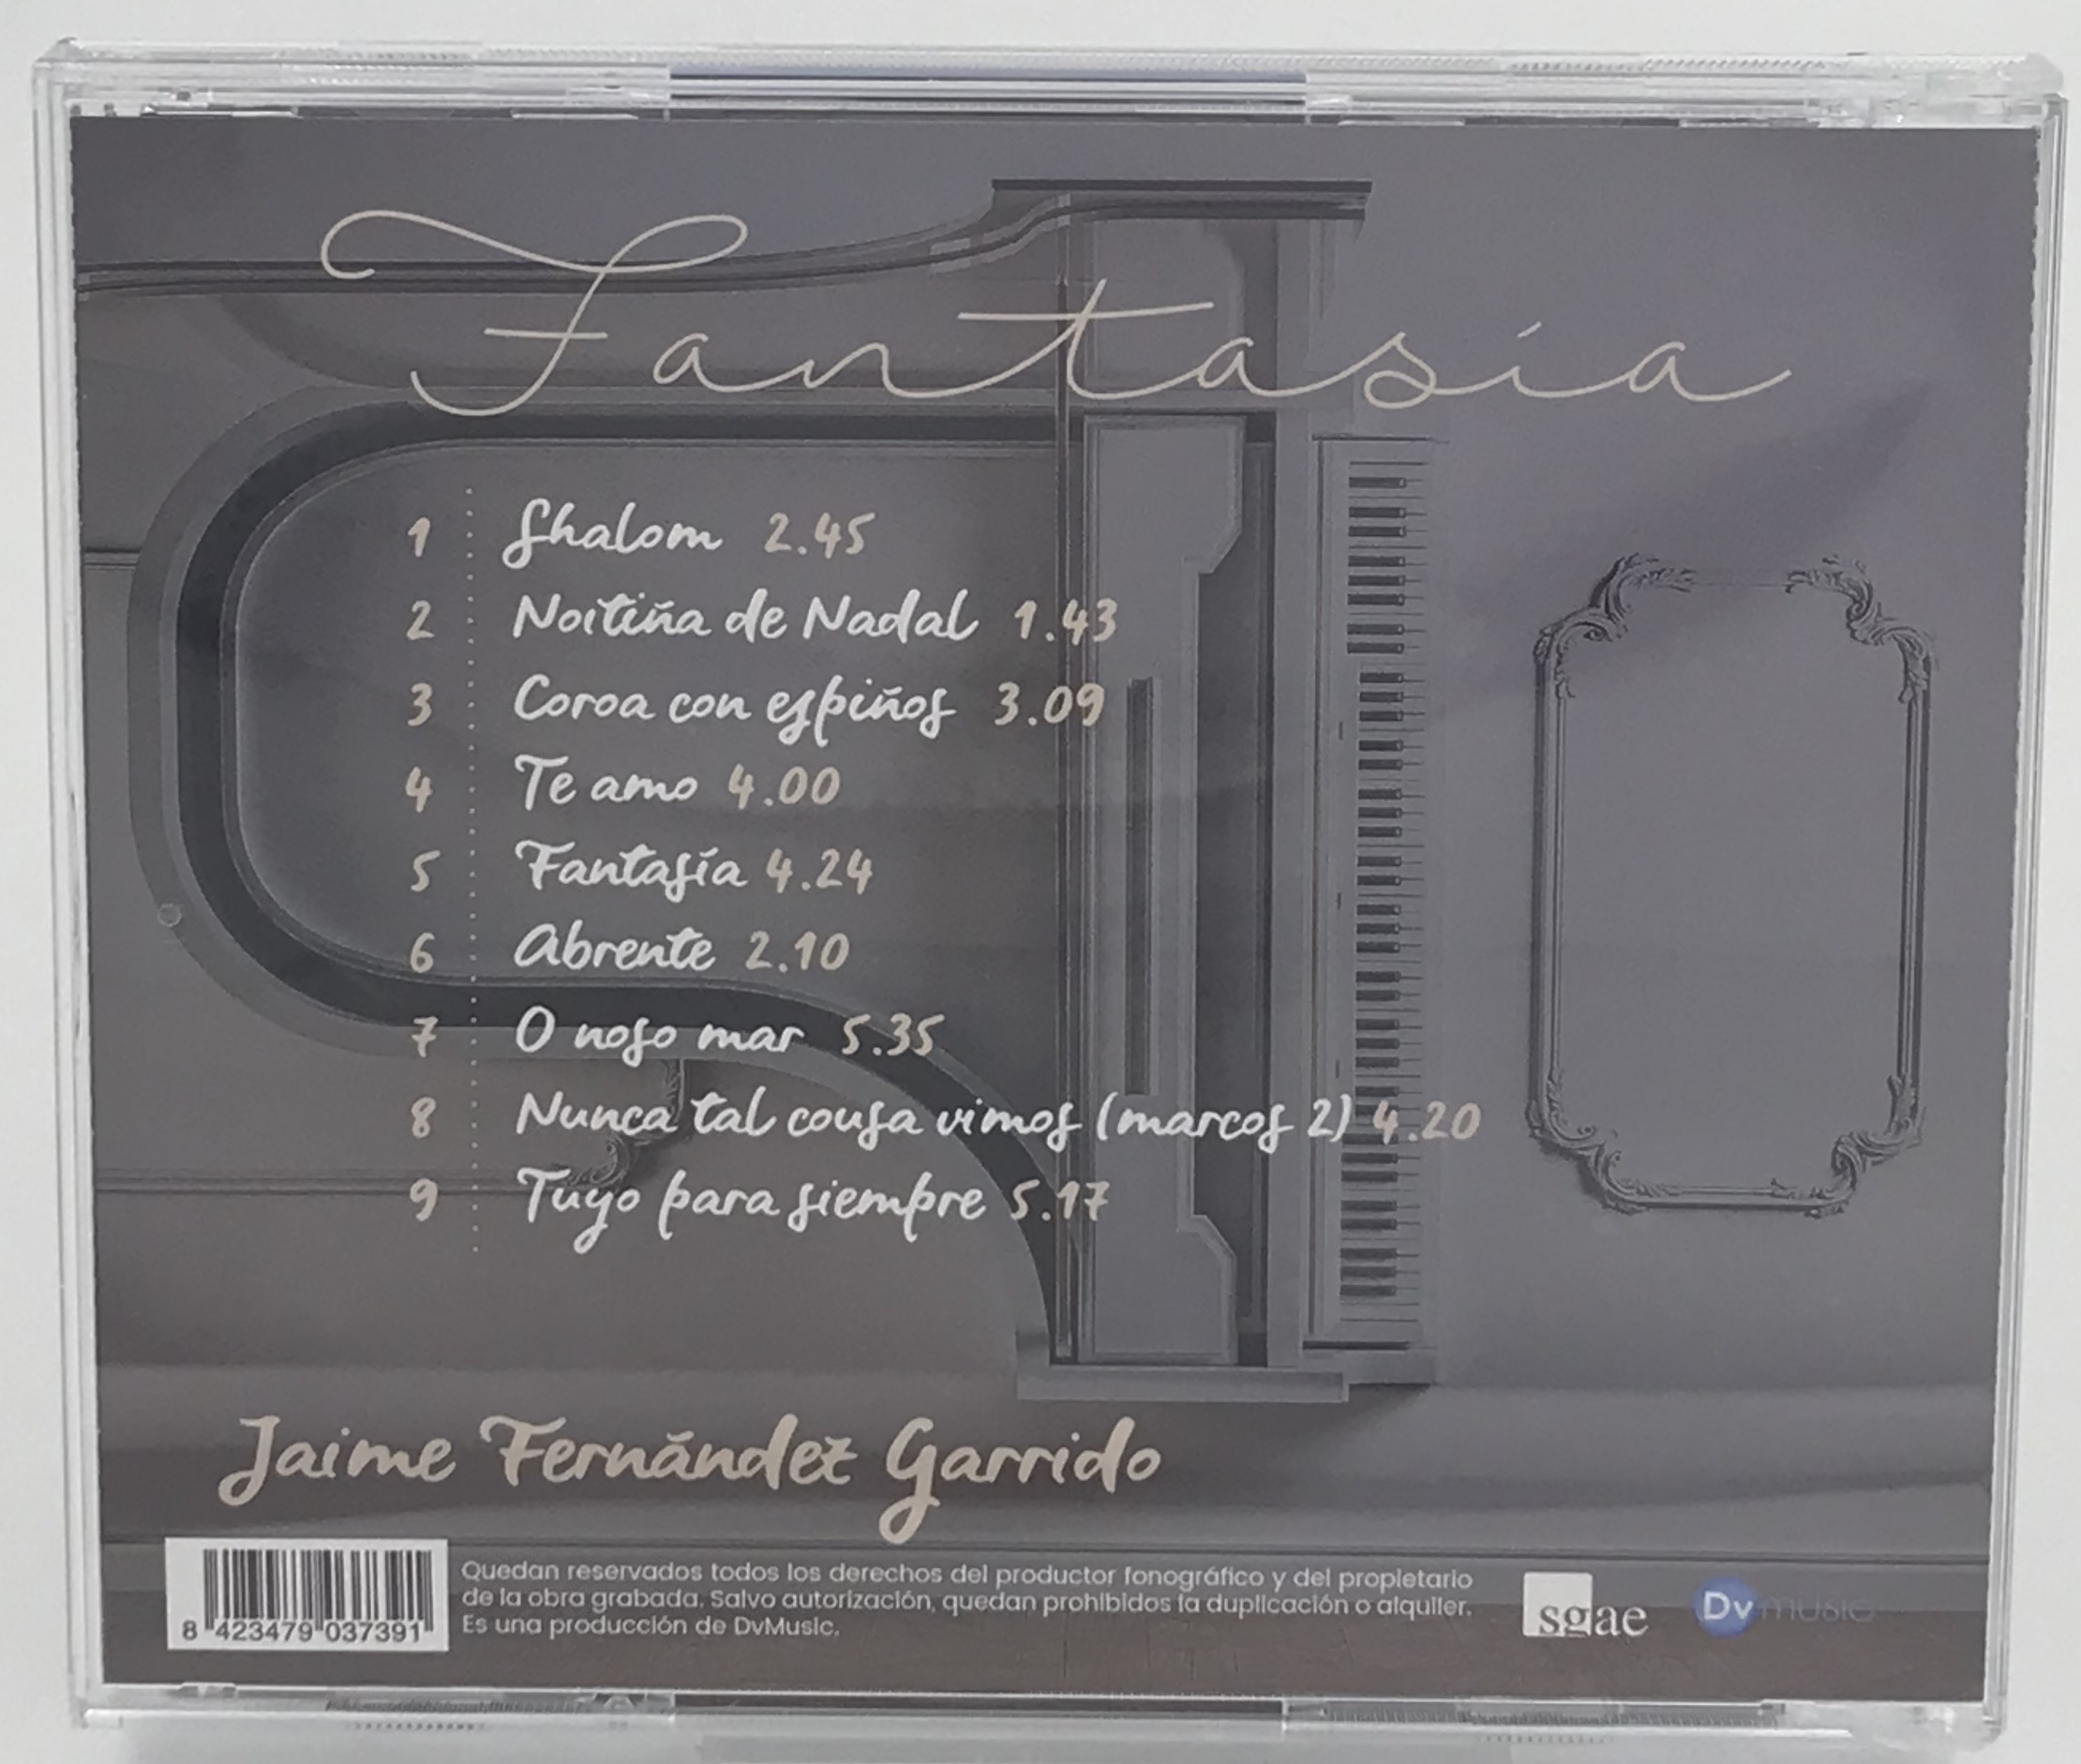 Fantasía
1 Shalom 2.45
2 Noitiña de Nadal 1.43
3 Coroa con espiños 3.09
4 Te amo 4.00
5 Fantasía 4.24
6 Abrente 2.10
7 O noso mar 5.35
8 Nunca tal cousa vimos (marcos 2) 4.20
9 Tuyo para siempre 5.17
Jaime Fernández Garrido
Quedan reservados todos los derechos del productor fonográfico y del propietario
de la obra grabada. Salvo autorización, quedan prohibidos la duplicación o alquiler.
Es una producción de DvMusic.
8 423479 037391
sgae
Dv music